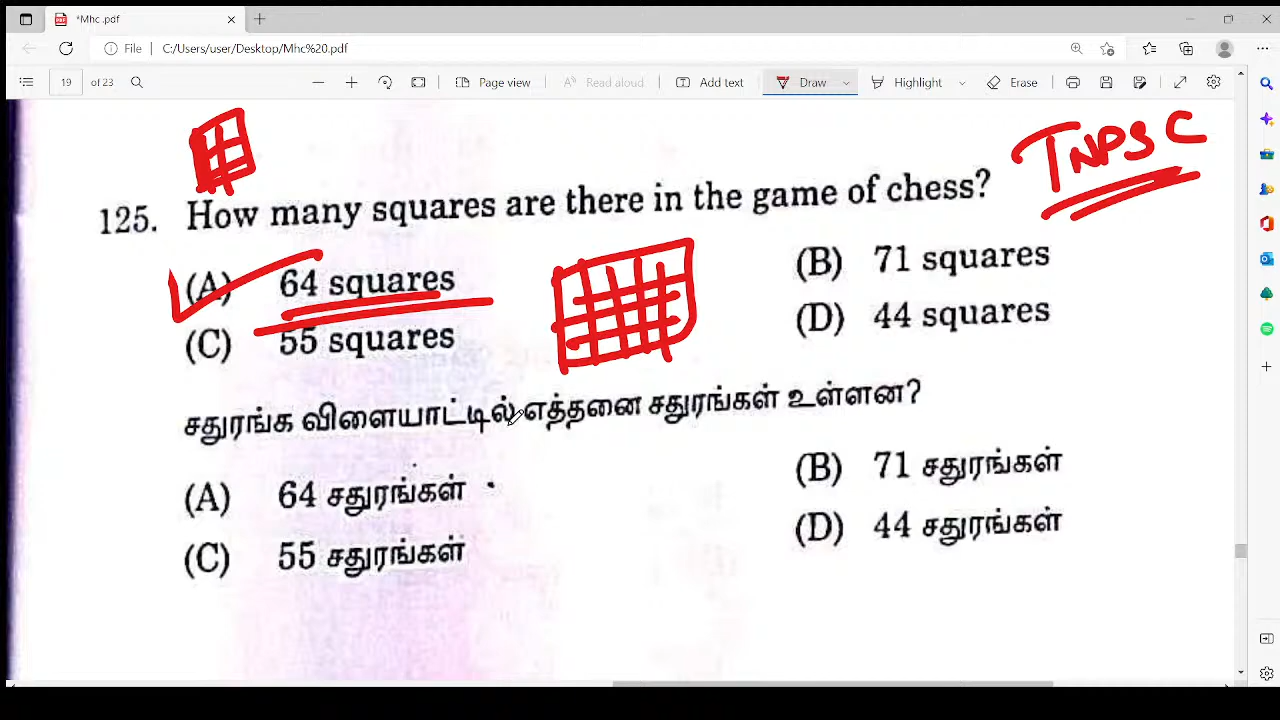 *Mhc .pdf
File C:/Users/user/Desktop/Mhc%20.pdf
19 of 23 Page view Read aloud Add text Draw Highlight Erase
TNPSC
125. How many squares are there in the game of chess?
(A) 64 squares (B) 71 squares
(C) 55 squares (D) 44 squares
சதுரங்க விளையாட்டில் எத்தனை சதுரங்கள் உள்ளன?
(A) 64 சதுரங்கள் (B) 71 சதுரங்கள்
(C) 55 சதுரங்கள் (D) 44 சதுரங்கள்